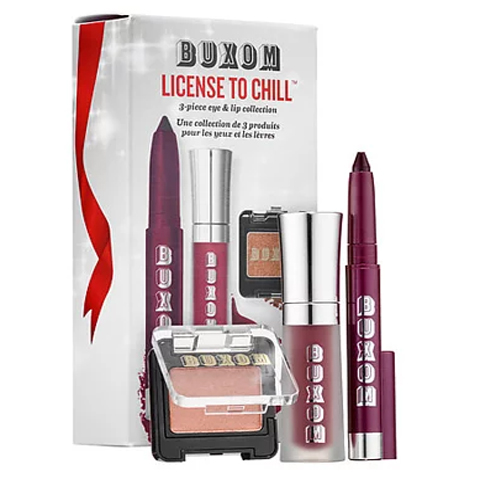 BUXOM
LICENSE TO CHILL™
3-piece eye & lip collection
Une collection de 3 produits
pour les yeux et les lèvres
BUXOM
BUXOM
BUXOM
BUXOM
BUXOM
BUXOM